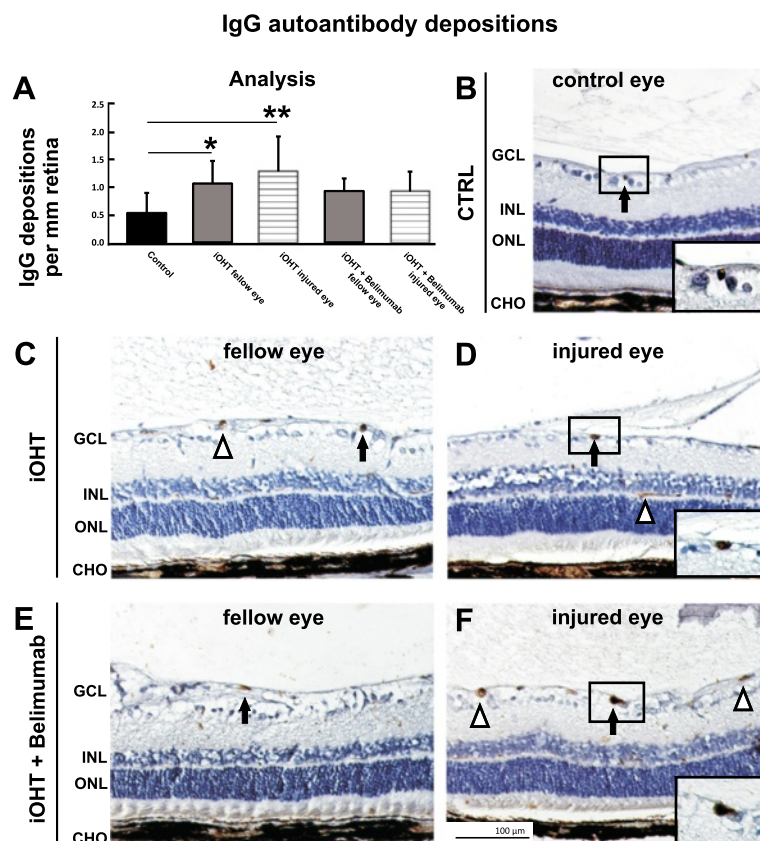 IgG autoantibody depositions
A
Analysis
IgG depositions
per mm retina
2.5
2.0
1.5
1.0
0.5
0.0
*
**
Control
iOHT fellow eye
iOHT injured eye
iOHT + Belimumab
fellow eye
iOHT + Belimumab
injured eye
B
CTRL
control eye
GCL
INL
ONL
CHO
C
iOHT
fellow eye
GCL
INL
ONL
CHO
D
injured eye
E
iOHT + Belimumab
fellow eye
GCL
INL
ONL
CHO
F
injured eye
100 µm